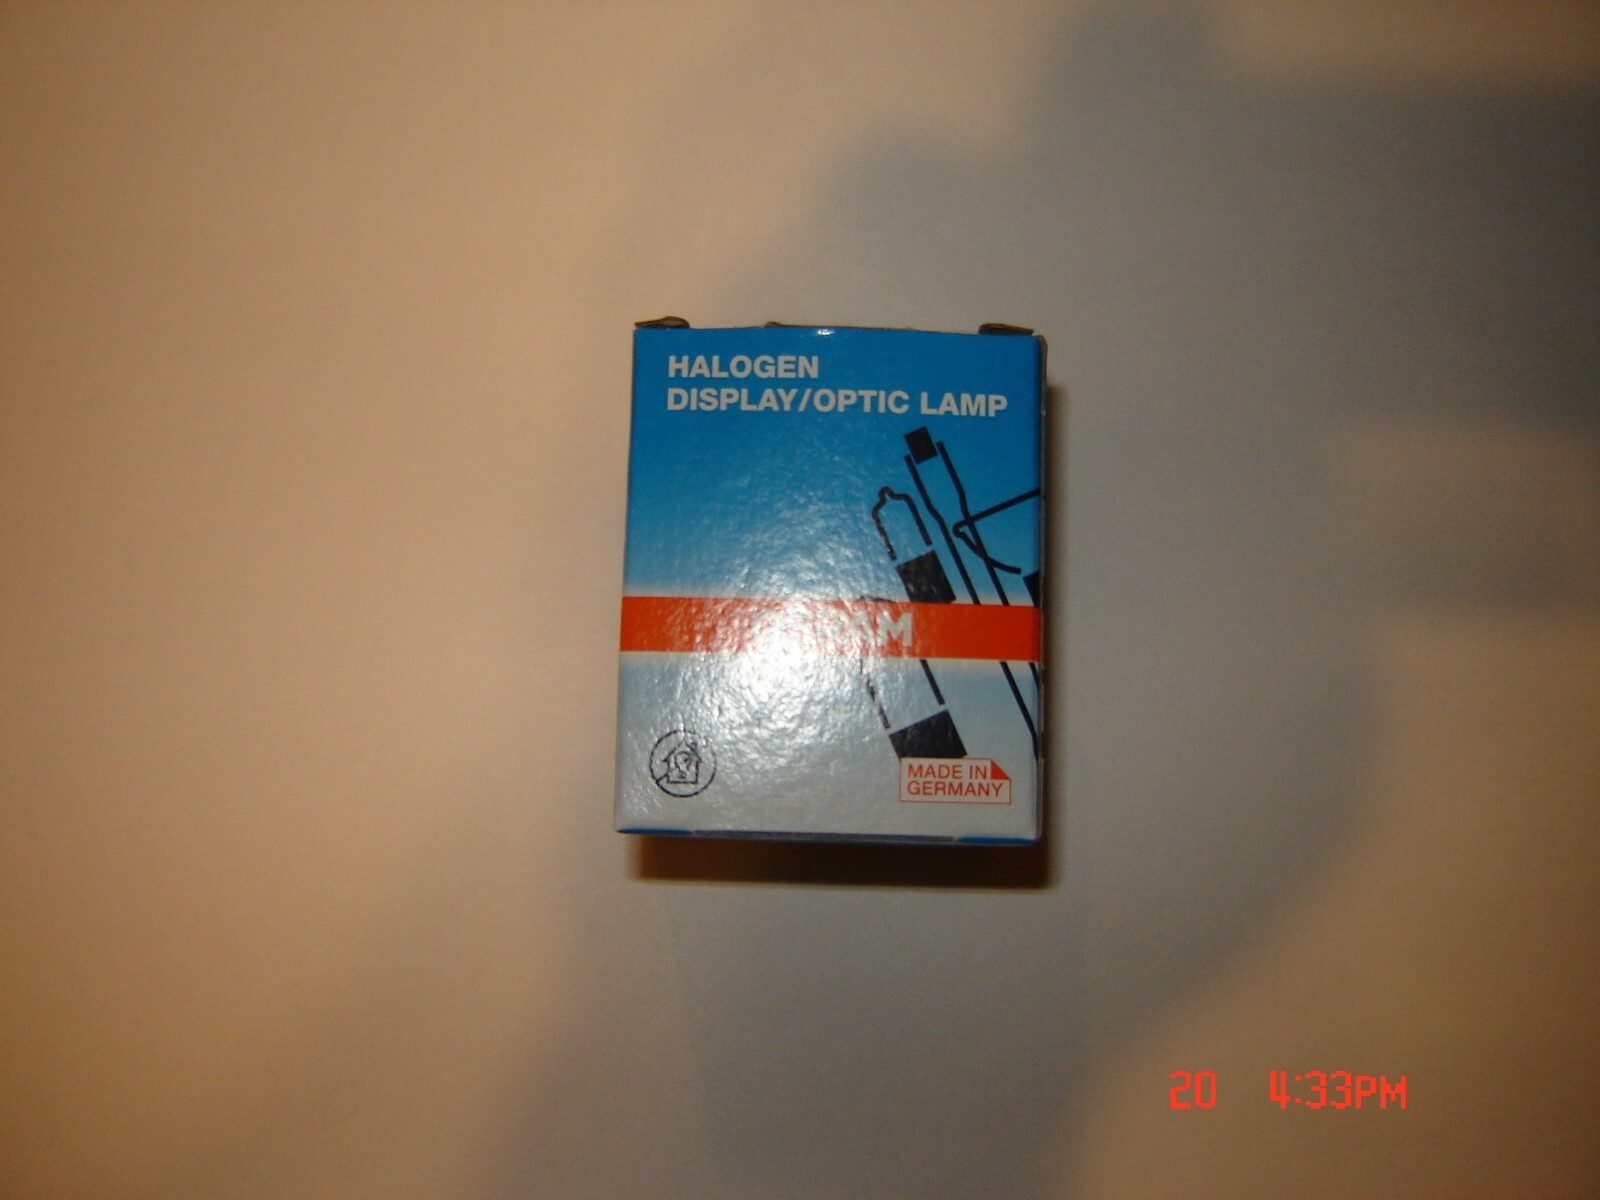 HALOGEN
DISPLAY/OPTIC LAMP
MADE IN
GERMANY
20 4:33PM